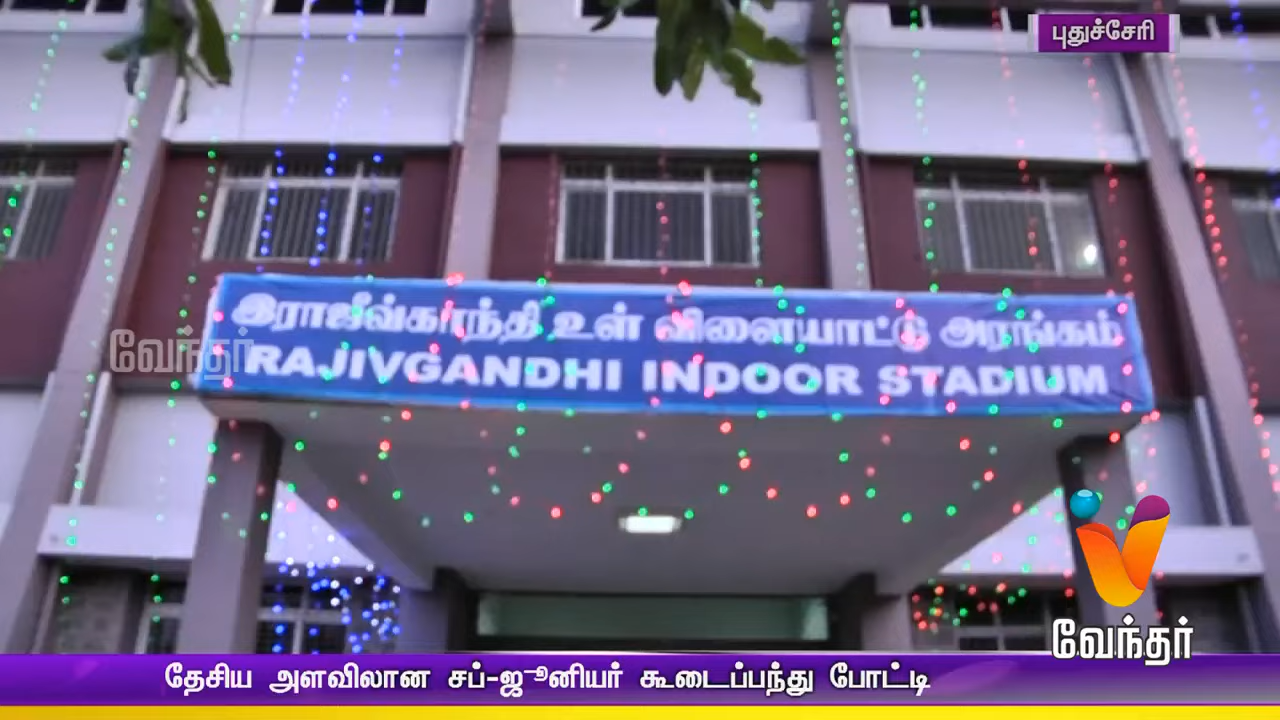 புதுச்சேரி
இராஜீவ்காந்தி உள் விளையாட்டு அரங்கம்
வேந்தர்
RAJIVGANDHI INDOOR STADIUM
வேந்தர்
தேசிய அளவிலான சப்-ஜூனியர் கூடைப்பந்து போட்டி